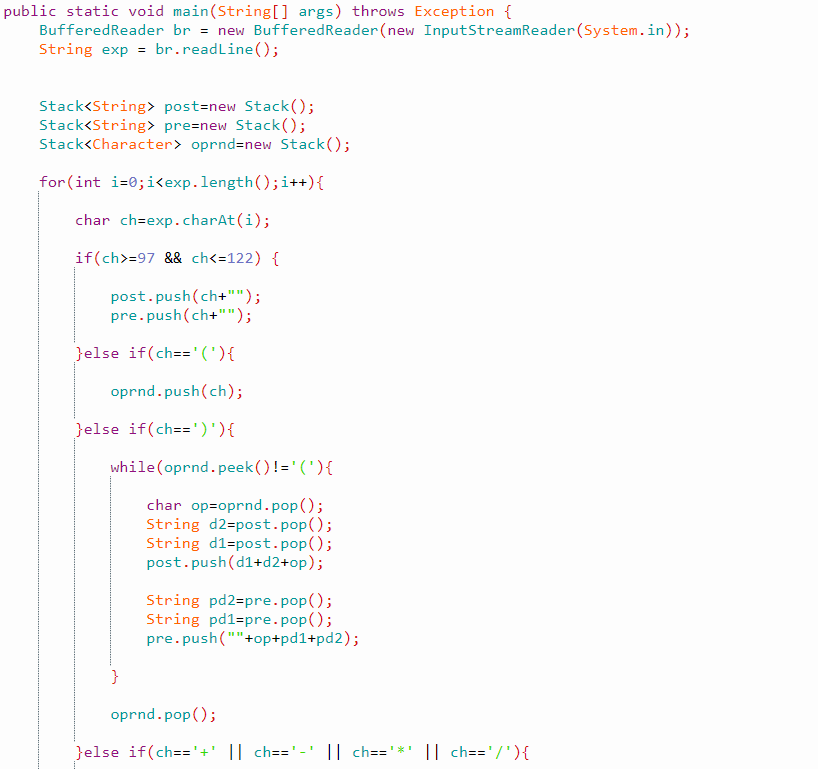 public static void main(String[] args) throws Exception {
BufferedReader br = new BufferedReader(new InputStreamReader(System.in));
String exp = br.readLine();
Stack<String> post=new Stack();
Stack<String> pre=new Stack();
Stack<Character> oprnd=new Stack();
for(int i=0;i<exp.length();i++){
char ch=exp.charAt(i);
if(ch>=97 && ch<=122) {
post.push(ch+"");
pre.push(ch+"");
}else if(ch=='('){
oprnd.push(ch);
}else if(ch==')'){
while(oprnd.peek()!='('){
char op=oprnd.pop();
String d2=post.pop();
String d1=post.pop();
post.push(d1+d2+op);
String pd2=pre.pop();
String pd1=pre.pop();
pre.push(""+op+pd1+pd2);
}
oprnd.pop();
}else if(ch=='+' || ch=='-' || ch=='*' || ch=='/'){